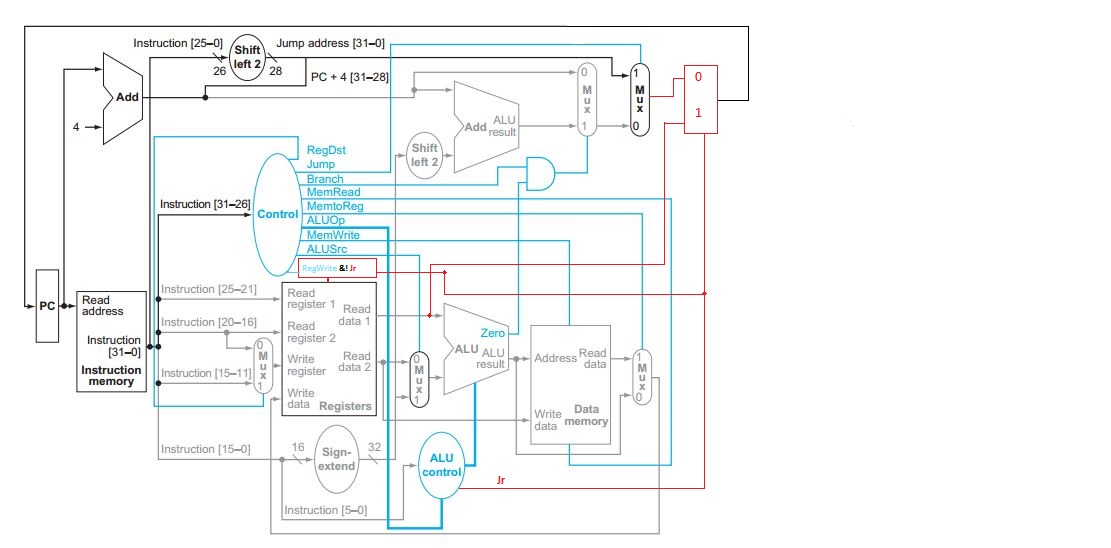 Instruction [25–0]
Shift
left 2
Jump address [31–0]
26
28
PC + 4 [31–28]
Add
4
0
M
u
x
1
1
M
u
x
0
0
1
Add
ALU
result
Shift
left 2
RegDst
Jump
Branch
MemRead
MemtoReg
ALUOp
MemWrite
ALUSrc
RegWrite &! Jr
Control
Instruction [31–26]
PC
Read
address
Instruction
[31–0]
Instruction
memory
Instruction [25–21]
Instruction [20–16]
Instruction [15–11]
0
M
u
x
1
Read
register 1
Read
register 2
Write
register
Write
data
Read
data 1
Read
data 2
Registers
0
M
u
x
1
Zero
ALU
ALU
result
Address
Read
data
Write
data
Data
memory
1
M
u
x
0
Instruction [15–0]
16
Sign-
extend
32
ALU
control
Jr
Instruction [5–0]